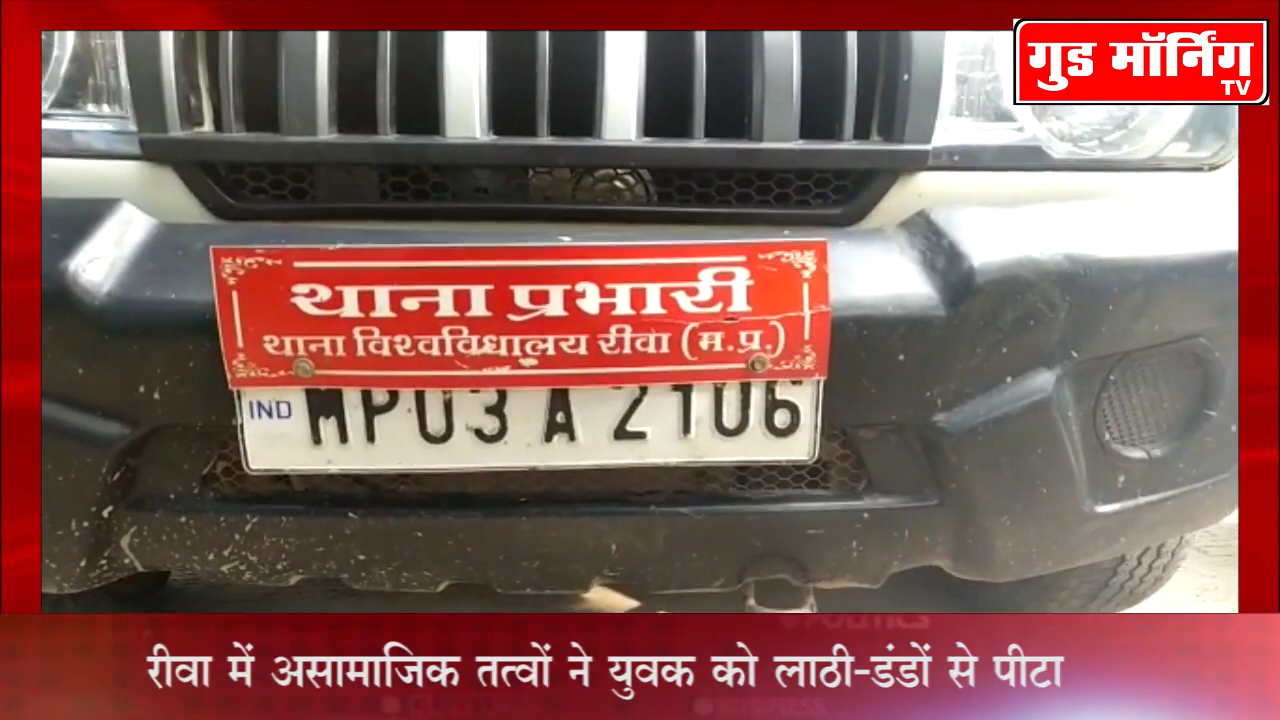 गुड मॉर्निंग
TV
थाना प्रभारी
थाना विश्वविधालय रीवा (म.प्र.)
IND MP03 A 2106
रीवा में असामाजिक तत्वों ने युवक को लाठी-डंडों से पीटा